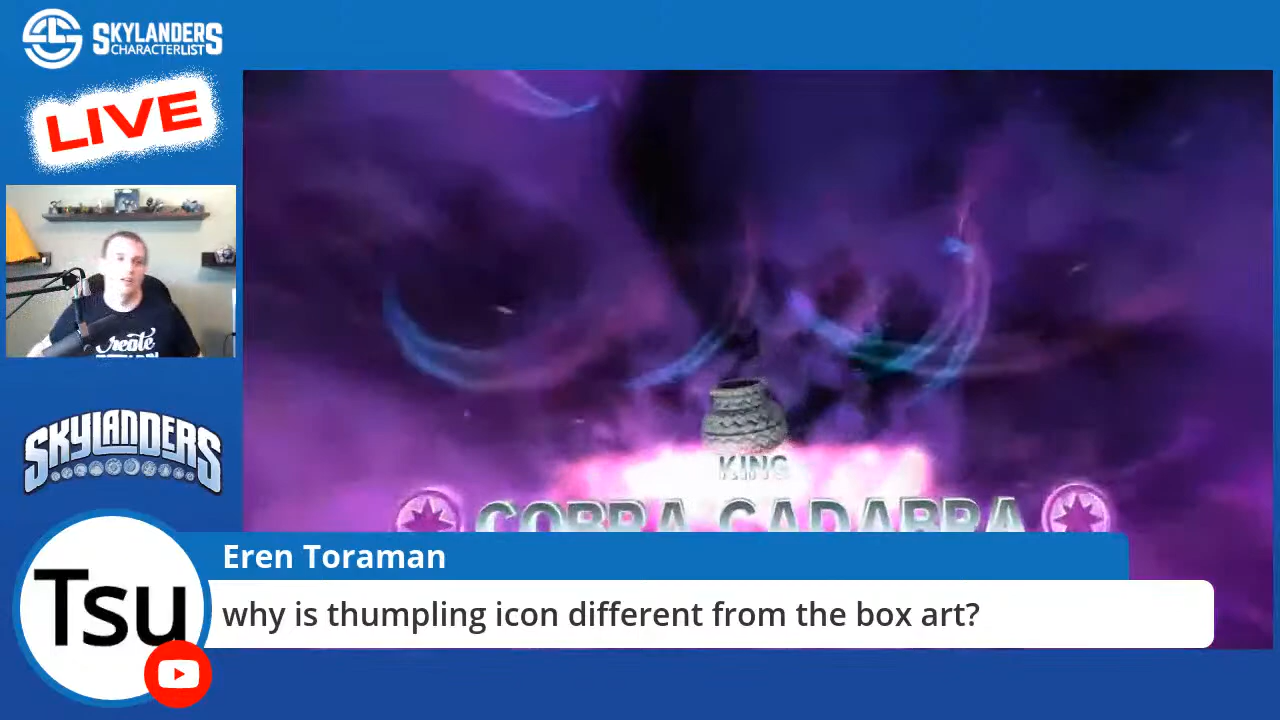 SKYLANDERS
CHARACTERLIST
LIVE
Create
SKYLANDERS
KING
COBRA CADABRA
Eren Toraman
Tsu
why is thumpling icon different from the box art?